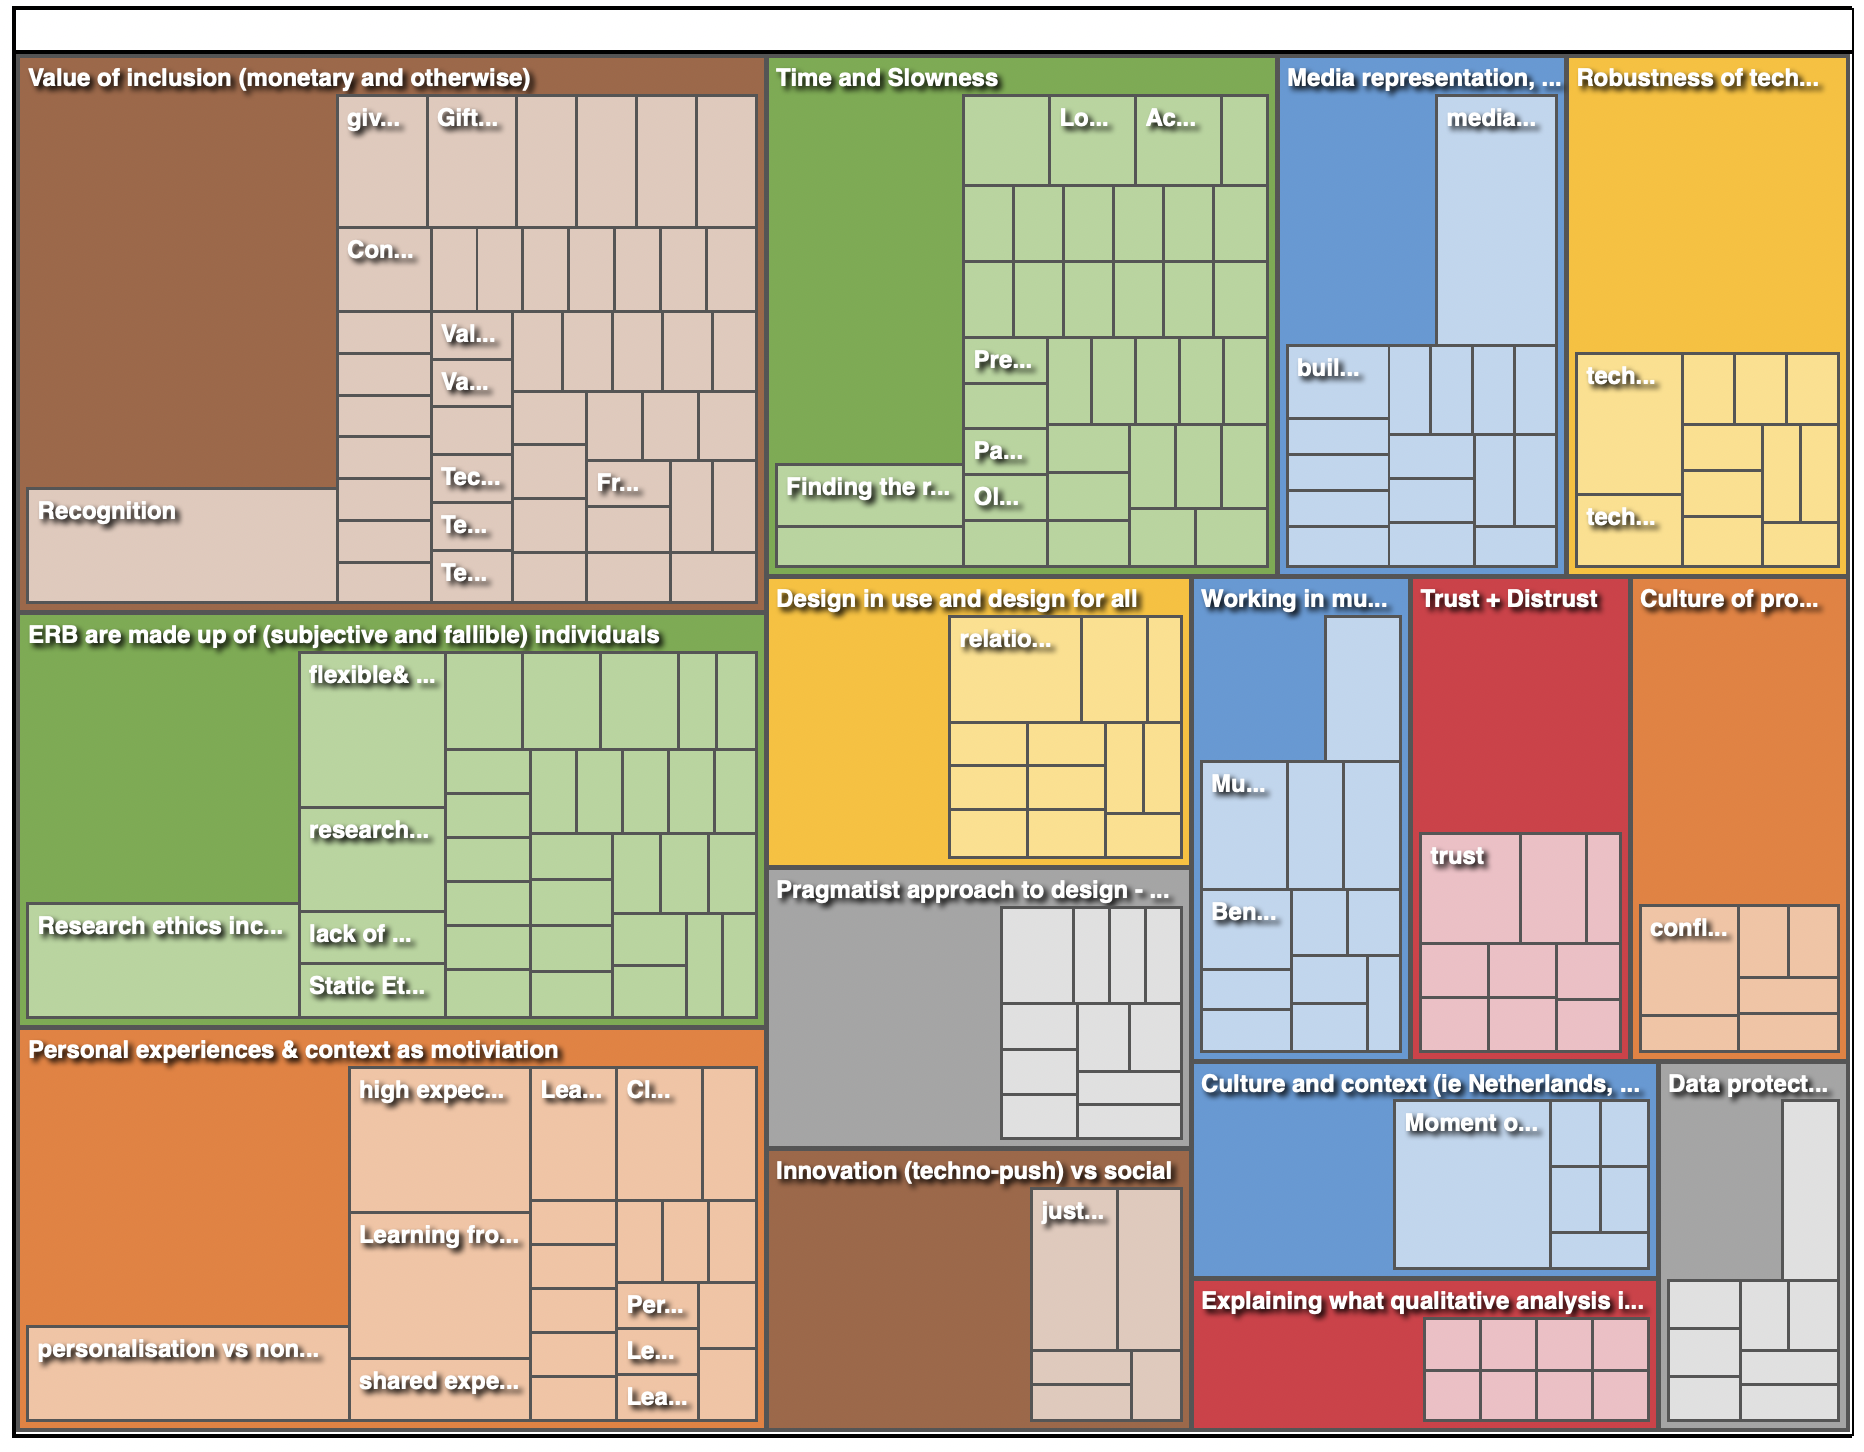 Value of inclusion (monetary and otherwise)
giv...
Gift...
Con...
Val...
Va...
Tec...
Fr...
Recognition
Te...
Te...
ERB are made up of (subjective and fallible) individuals
flexible& ...
research...
Research ethics inc...
lack of ...
Static Et...
Personal experiences & context as motiviation
high expec...
Lea...
Cl...
Learning fro...
Per...
personalisation vs non...
Le...
shared expe...
Lea...
Time and Slowness
Lo...
Ac...
Pre...
Pa...
Finding the r...
Ol...
Media representation, ...
media...
buil...
Robustness of tech...
tech...
tech...
Design in use and design for all
relatio...
Pragmatist approach to design - ...
Innovation (techno-push) vs social
just...
Working in mu...
Mu...
Ben...
Trust + Distrust
trust
Culture of pro...
confl...
Culture and context (ie Netherlands, ...
Moment o...
Explaining what qualitative analysis i...
Data protect...